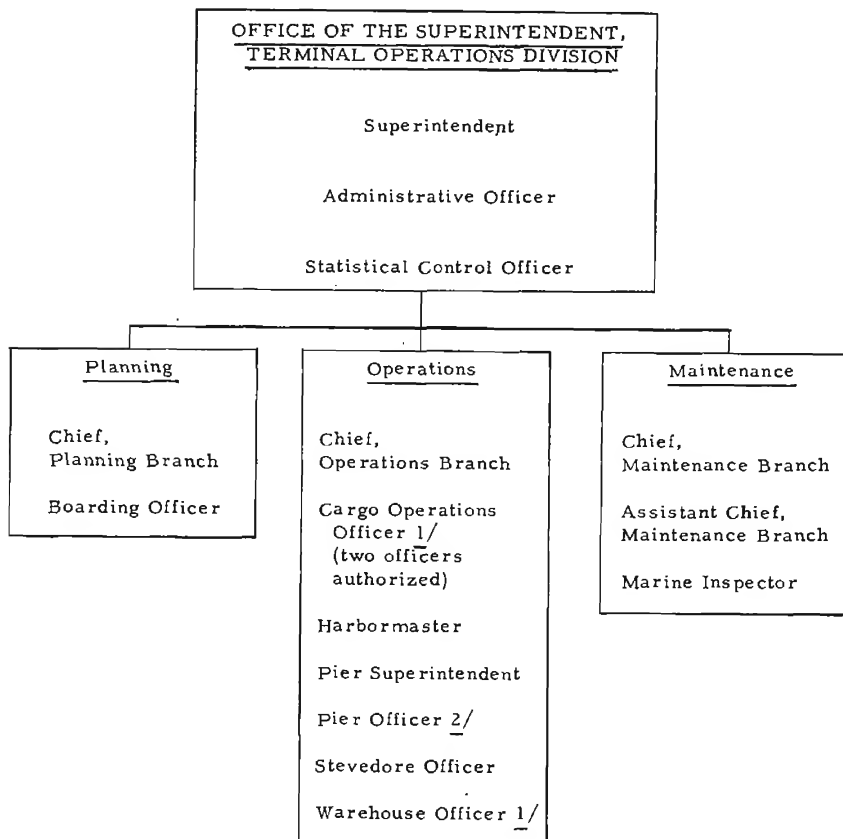 OFFICE OF THE SUPERINTENDENT,
TERMINAL OPERATIONS DIVISION
Superintendent
Administrative Officer
Statistical Control Officer
Planning
Chief,
Planning Branch
Boarding Officer
Operations
Chief,
Operations Branch
Cargo Operations
Officer 1/
(two officers
authorized)
Harbormaster
Pier Superintendent
Pier Officer 2/
Stevedore Officer
Warehouse Officer 1/
Maintenance
Chief,
Maintenance Branch
Assistant Chief,
Maintenance Branch
Marine Inspector